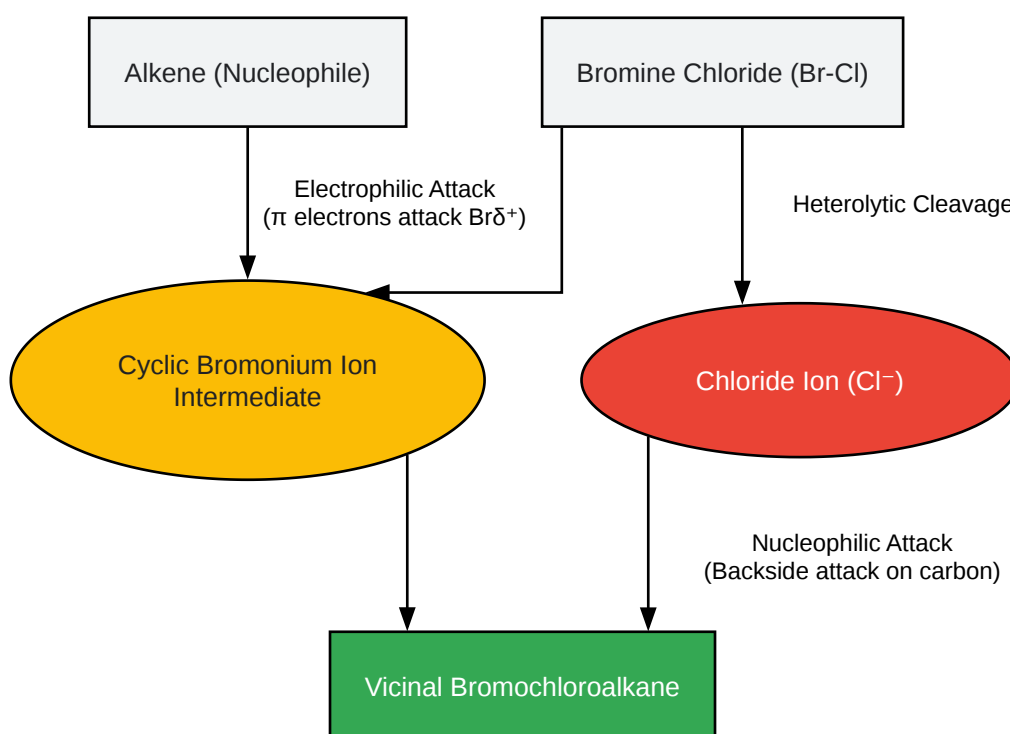 Alkene (Nucleophile)
Bromine Chloride (Br-Cl)
Electrophilic Attack
(π electrons attack Brδ⁺)
Heterolytic Cleavage
Cyclic Bromonium Ion
Intermediate
Chloride Ion (Cl⁻)
Nucleophilic Attack
(Backside attack on carbon)
Vicinal Bromochloroalkane